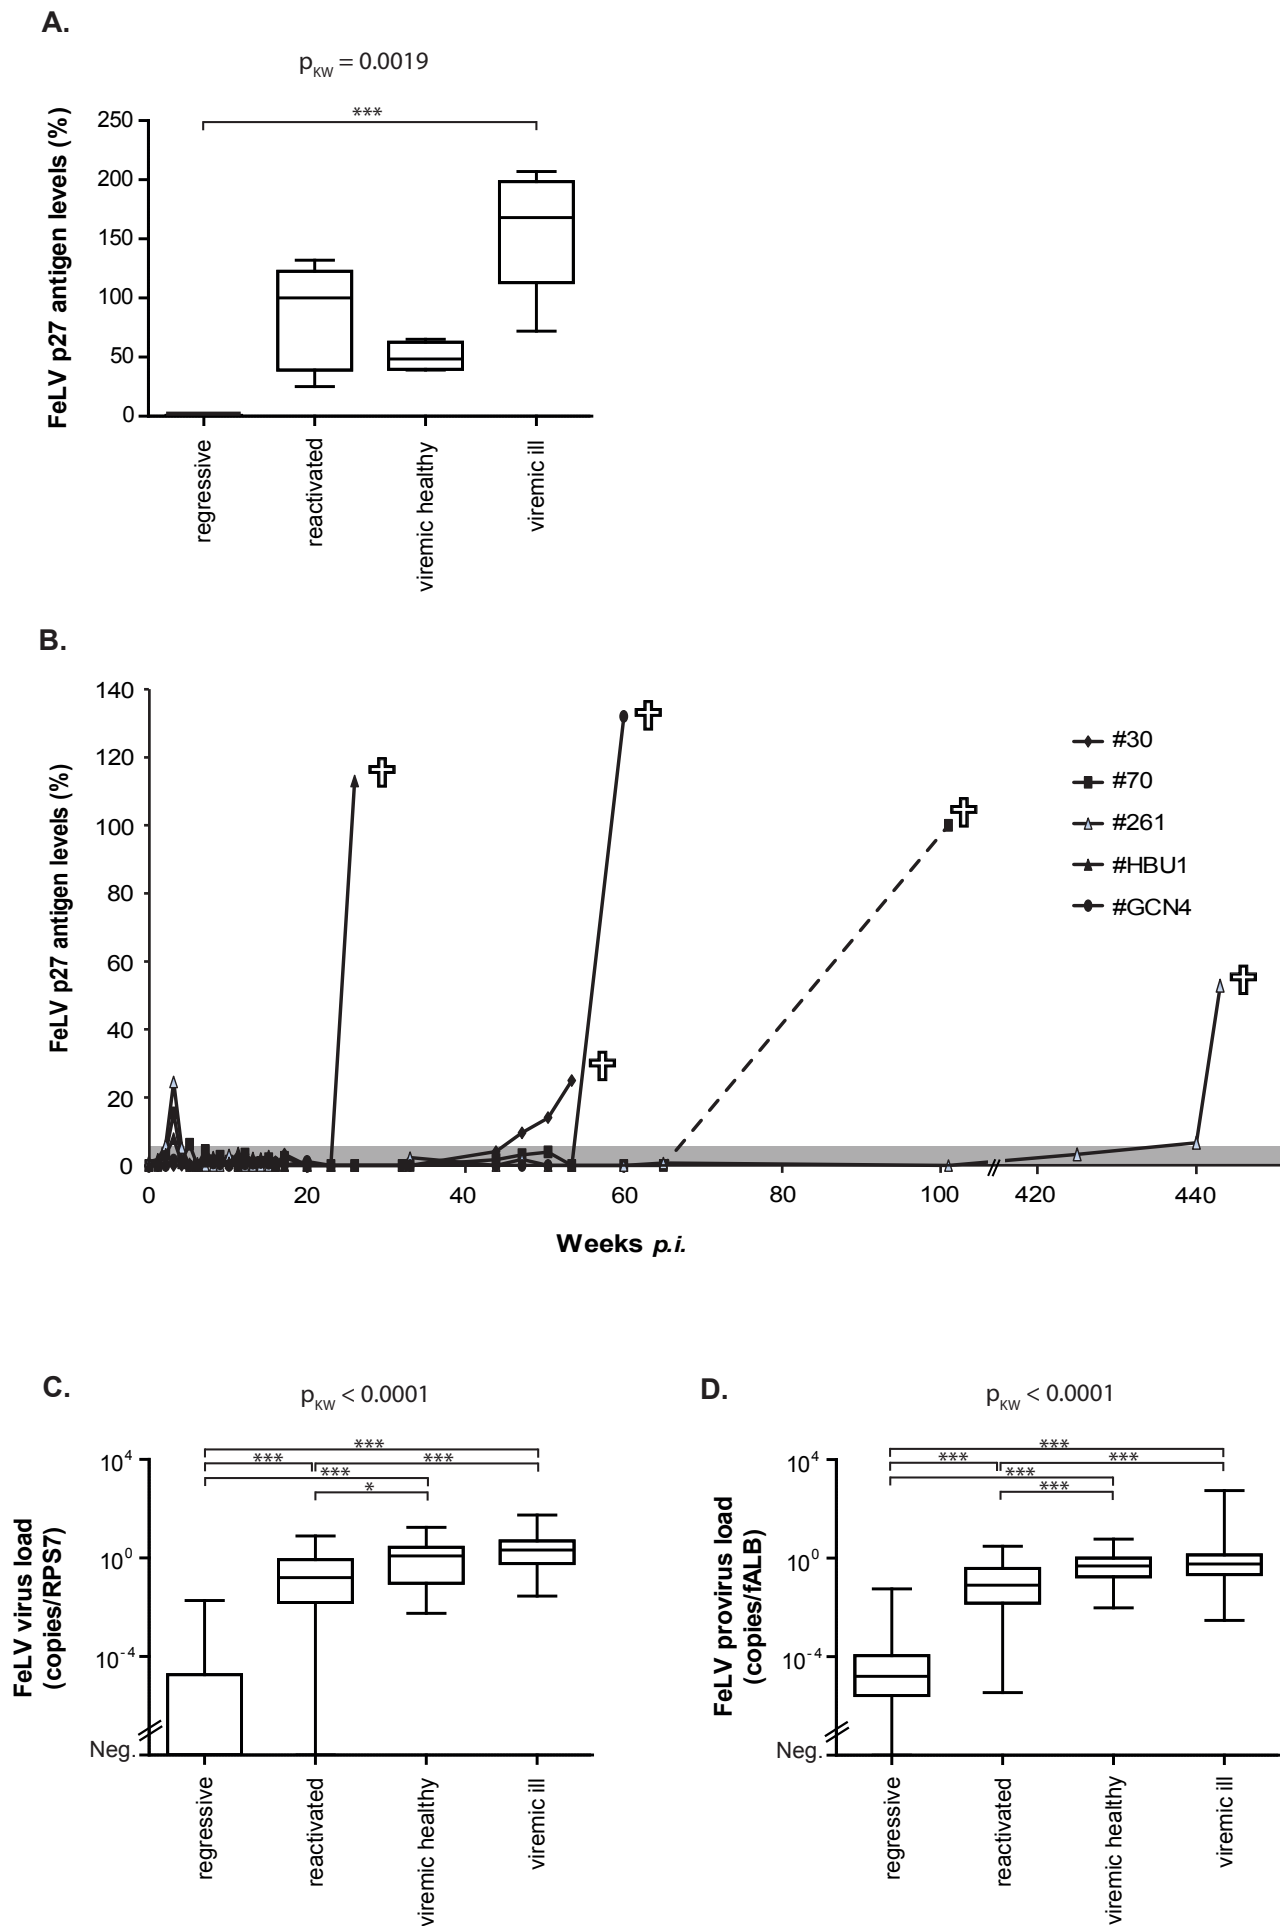 A.
pKW = 0.0019
***
FeLV p27 antigen levels (%)
250
200
150
100
50
0
regressive
reactivated
viremic healthy
viremic ill
B.
FeLV p27 antigen levels (%)
140
120
100
80
60
40
20
0
#30
#70
#261
#HBU1
#GCN4
0
20
40
60
80
100
420
440
Weeks p.i.
C.
pKW < 0.0001
***
*** ***
***
*
FeLV virus load
(copies/RPS7)
10^4
10^0
10^-4
Neg.
regressive
reactivated
viremic healthy
viremic ill
D.
pKW < 0.0001
***
*** ***
***
***
FeLV provirus load
(copies/fALB)
10^4
10^0
10^-4
Neg.
regressive
reactivated
viremic healthy
viremic ill